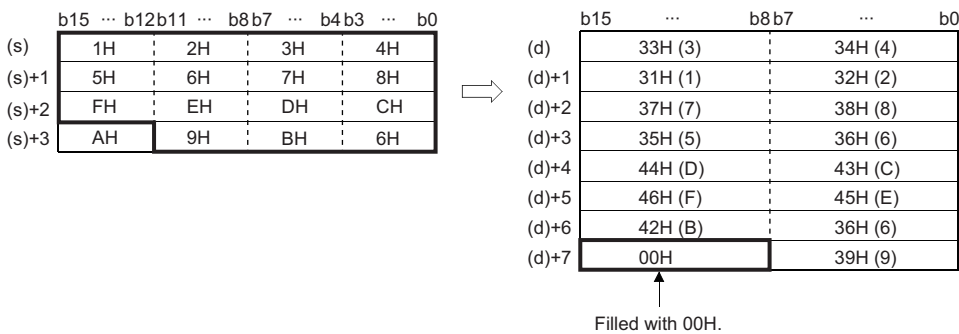 b15 ··· b12 b11 ··· b8 b7 ··· b4 b3 ··· b0
(s) 1H 2H 3H 4H
(s)+1 5H 6H 7H 8H
(s)+2 FH EH DH CH
(s)+3 AH 9H BH 6H
b15 ··· b8 b7 ··· b0
(d) 33H (3) 34H (4)
(d)+1 31H (1) 32H (2)
(d)+2 37H (7) 38H (8)
(d)+3 35H (5) 36H (6)
(d)+4 44H (D) 43H (C)
(d)+5 46H (F) 45H (E)
(d)+6 42H (B) 36H (6)
(d)+7 00H 39H (9)
Filled with 00H.